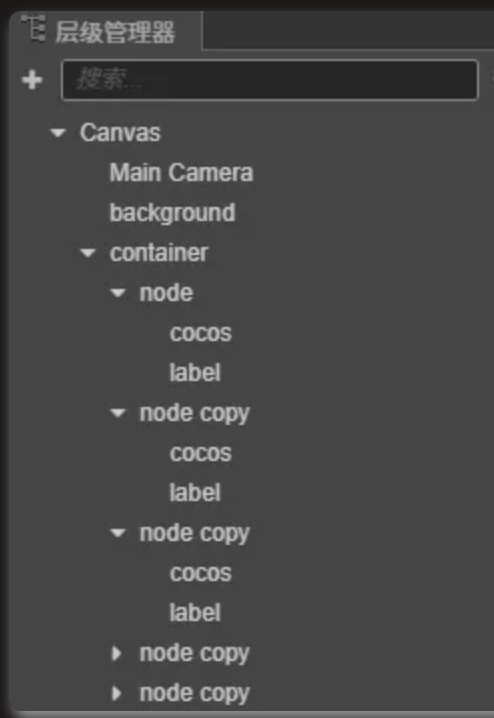 层级管理器
搜索...
Canvas
Main Camera
background
container
node
cocos
label
node copy
cocos
label
node copy
cocos
label
node copy
node copy